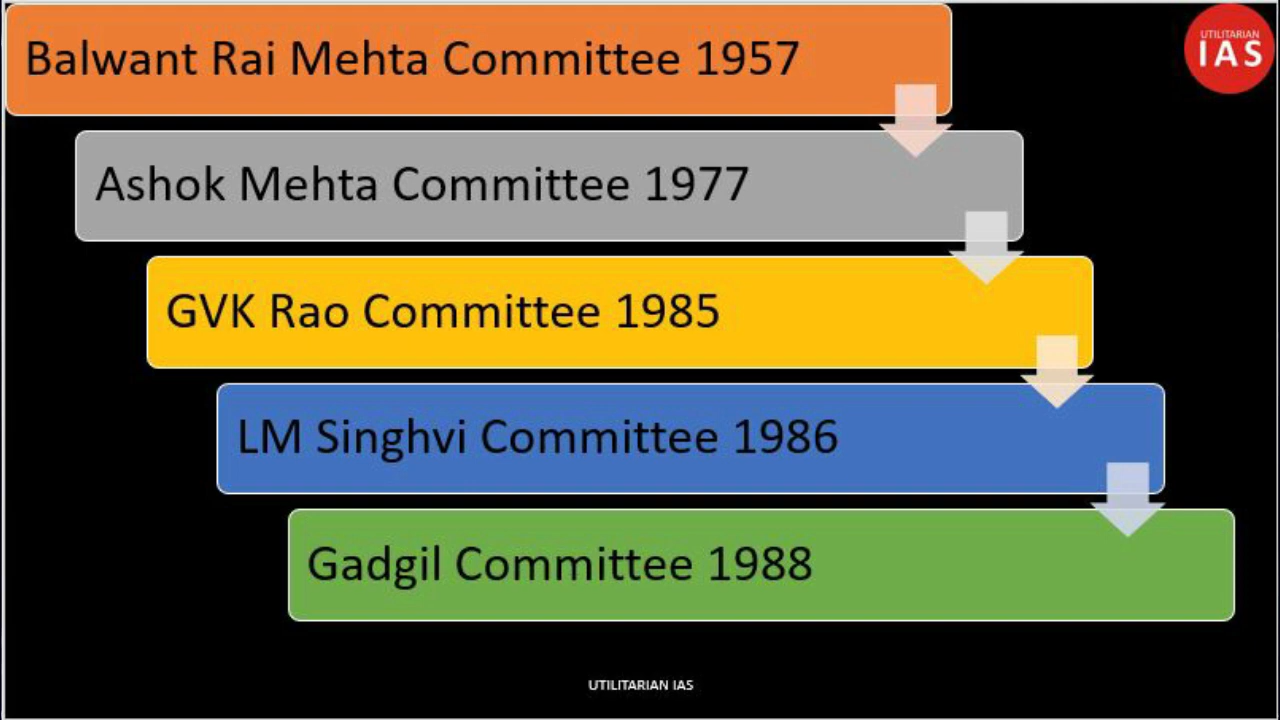 Balwant Rai Mehta Committee 1957
UTILITARIAN
IAS
Ashok Mehta Committee 1977
GVK Rao Committee 1985
LM Singhvi Committee 1986
Gadgil Committee 1988
UTILITARIAN IAS